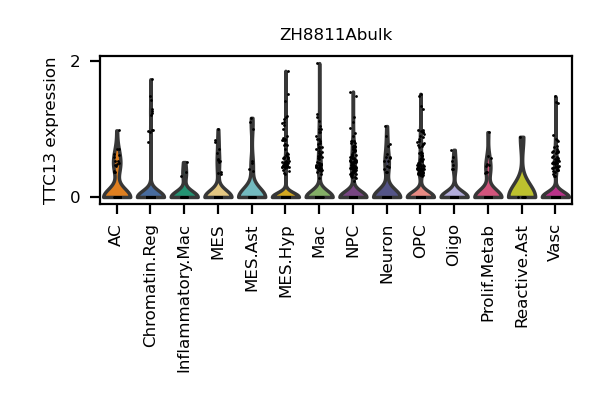 ZH8811Abulk
TTC13 expression
2
0
AC
Chromatin.Reg
Inflammatory.Mac
MES
MES.Ast
MES.Hyp
Mac
NPC
Neuron
OPC
Oligo
Prolif.Metab
Reactive.Ast
Vasc